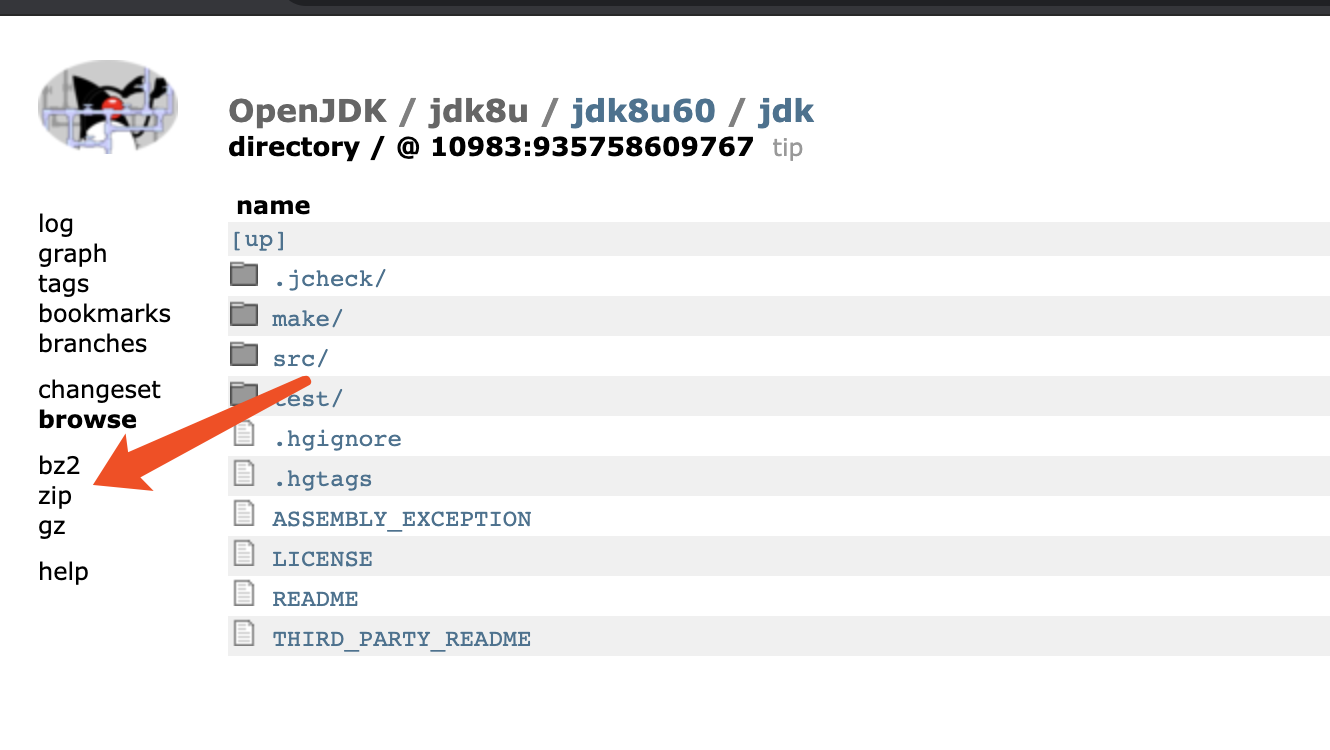 OpenJDK / jdk8u / jdk8u60 / jdk
directory / @ 10983:935758609767 tip
log
graph
tags
bookmarks
branches
changeset
browse
bz2
zip
gz
help
name
[up]
.jcheck/
make/
src/
test/
.hgignore
.hgtags
ASSEMBLY_EXCEPTION
LICENSE
README
THIRD_PARTY_README